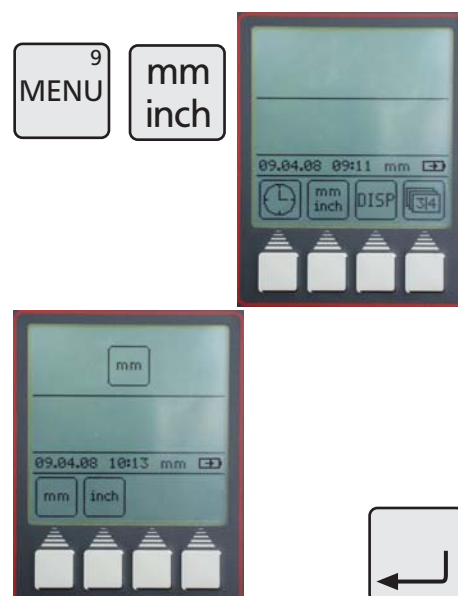 9
MENU
mm
inch
09.04.08 09:11 mm
mm
inch
DISP
3 4
mm
09.04.08 10:13 mm
mm inch